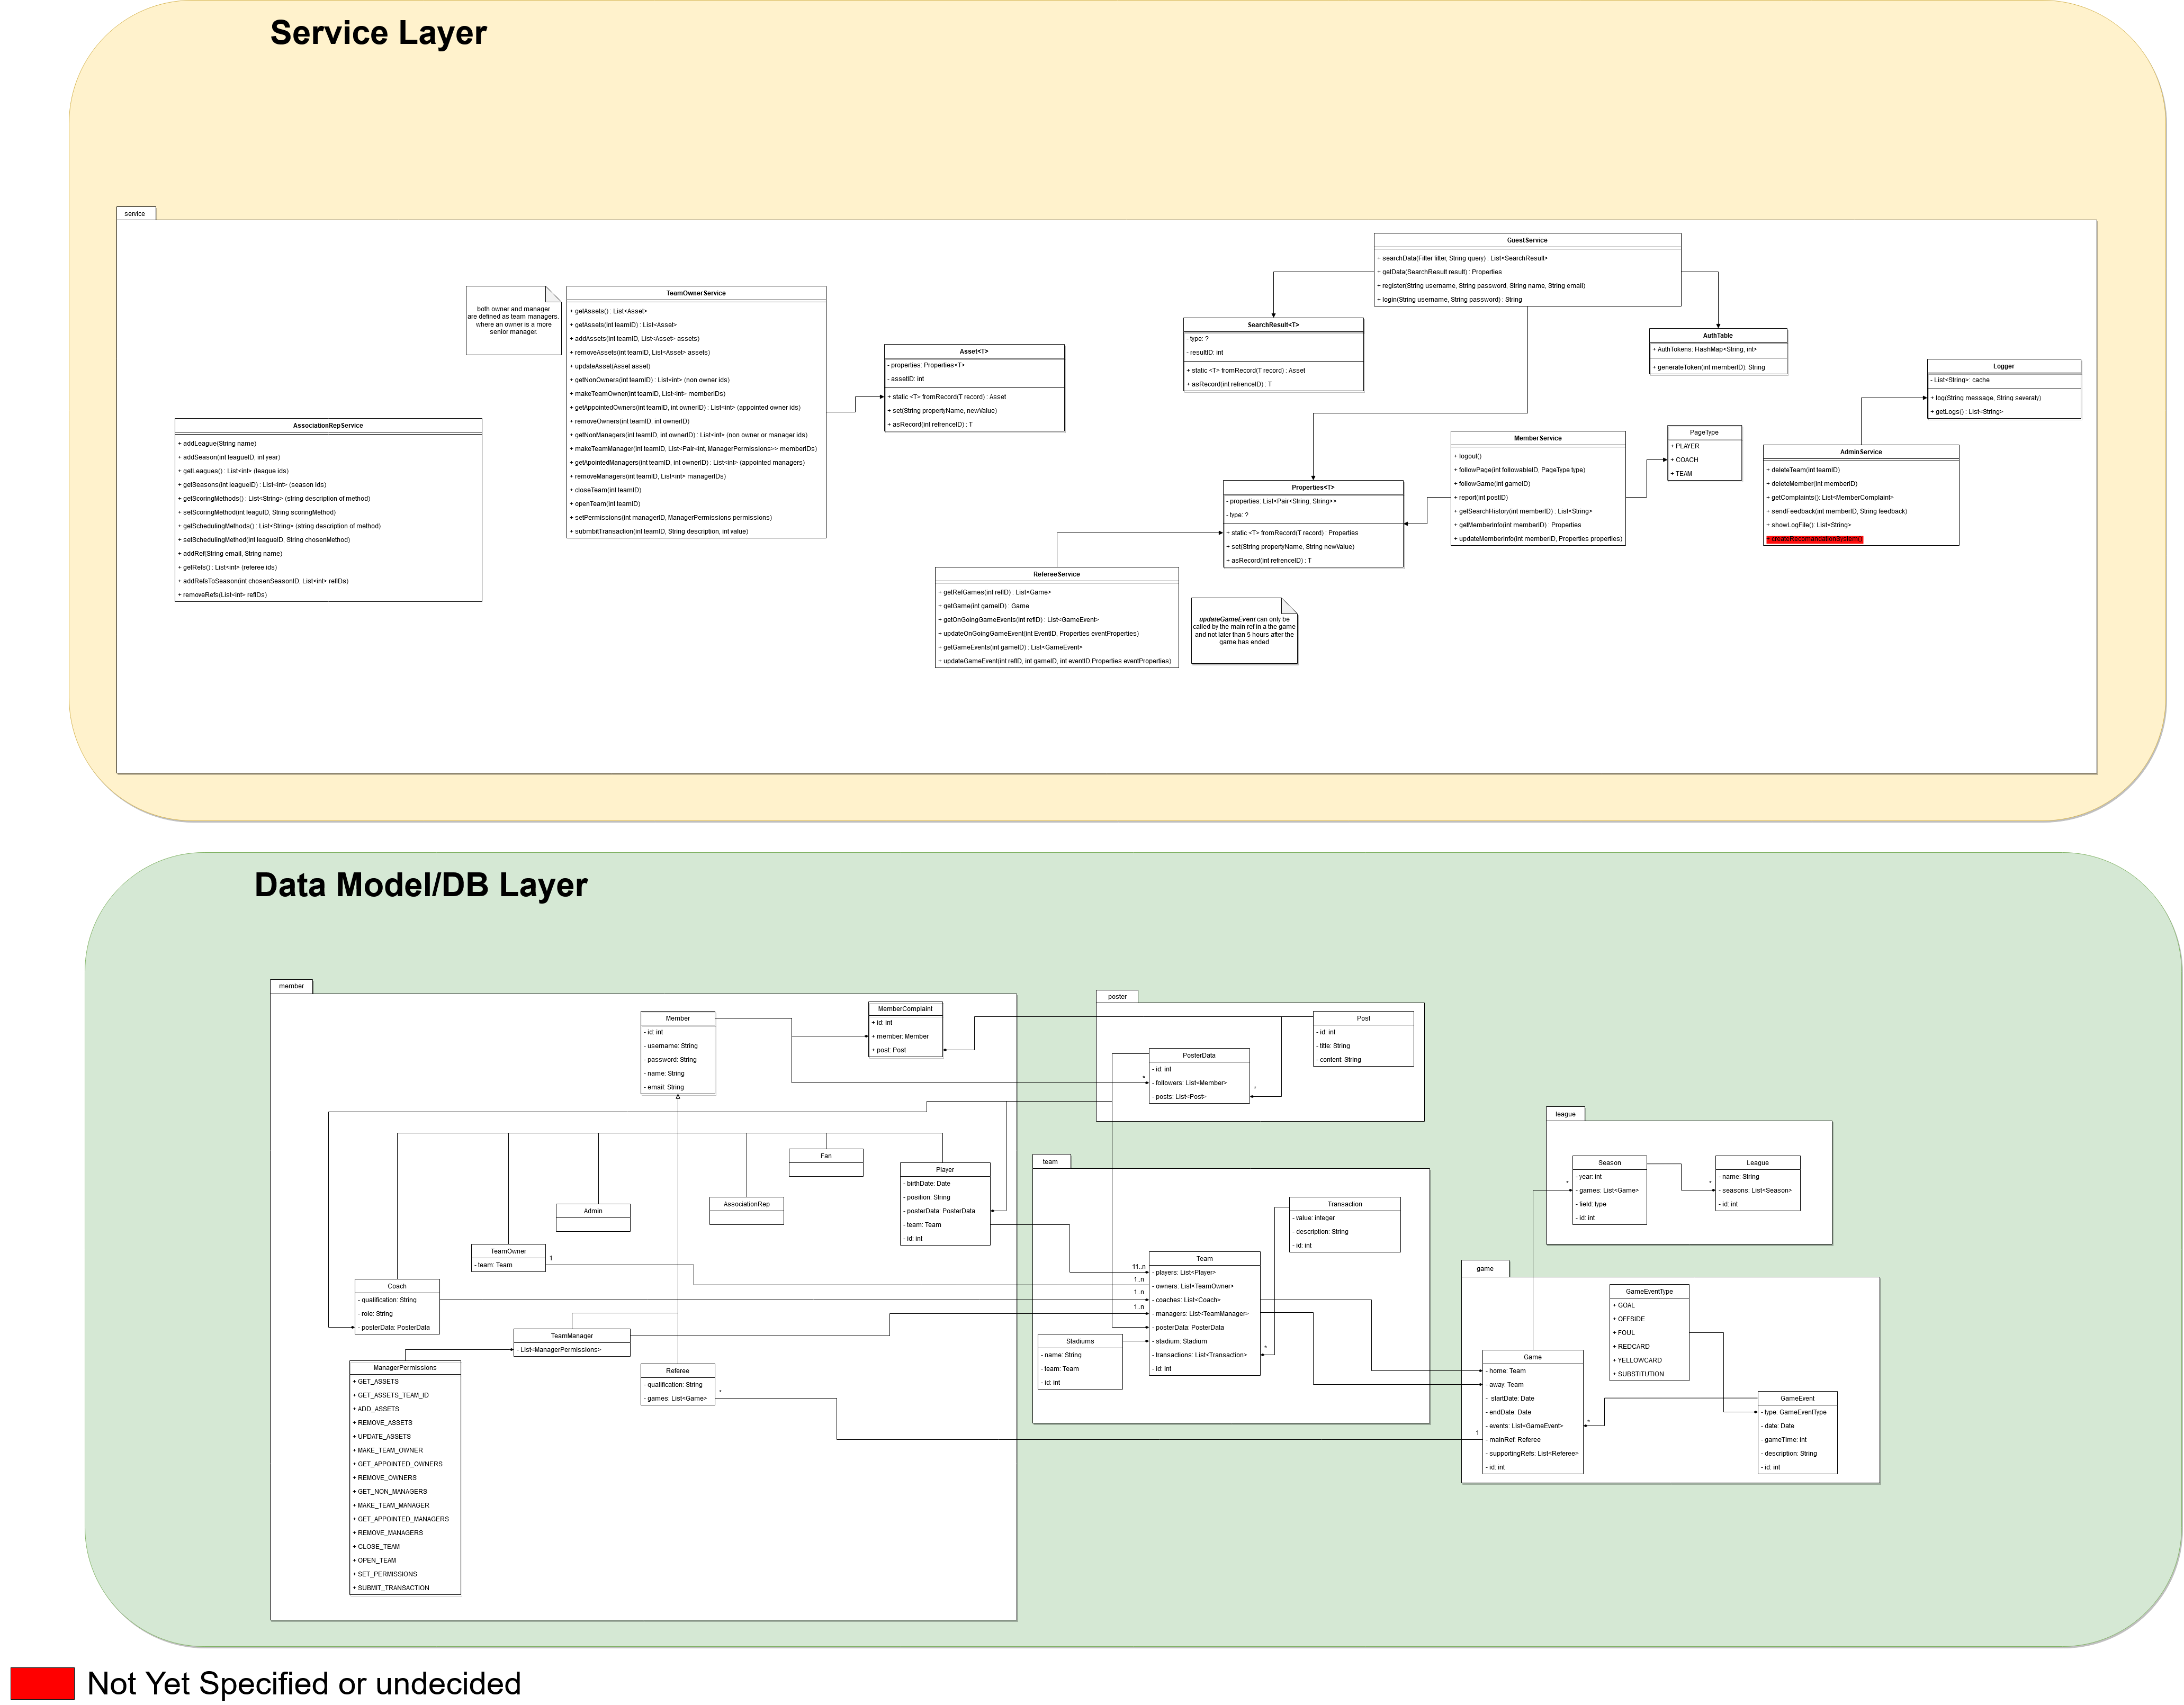 Service Layer
service
GuestService
+ searchData(Filter filter, String query) : List<SearchResult>
+ getData(SearchResult result) : Properties
+ register(String username, String password, String name, String email)
+ login(String username, String password) : String
both owner and manager
are defined as team managers.
where an owner is a more
senior manager.
TeamOwnerService
+ getAssets() : List<Asset>
+ getAssets(int teamID) : List<Asset>
+ addAssets(int teamID, List<Asset> assets)
+ removeAssets(int teamID, List<Asset> assets)
+ updateAsset(Asset asset)
+ getNonOwners(int teamID) : List<int> (non owner ids)
+ makeTeamOwner(int teamID, List<int> memberIDs)
+ getAppointedOwners(int teamID, int ownerID) : List<int> (appointed owner ids)
+ removeOwners(int teamID, int ownerID)
+ getNonManagers(int teamID, int ownerID) : List<int> (non owner or manager ids)
+ makeTeamManager(int teamID, List<Pair<int, ManagerPermissions>> memberIDs)
+ getApointedManagers(int teamID, int ownerID) : List<int> (appointed managers)
+ removeManagers(int teamID, List<int> managerIDs)
+ closeTeam(int teamID)
+ openTeam(int teamID)
+ setPermissions(int managerID, ManagerPermissions permissions)
+ submbitTransaction(int teamID, String description, int value)
Asset<T>
- properties: Properties<T>
- assetID: int
+ static <T> fromRecord(T record) : Asset
+ set(String propertyName, newValue)
+ asRecord(int refrenceID) : T
SearchResult<T>
- type: ?
- resultID: int
+ static <T> fromRecord(T record) : Asset
+ asRecord(int refrenceID) : T
AuthTable
+ AuthTokens: HashMap<String, int>
+ generateToken(int memberID): String
Logger
- List<String>: cache
+ log(String message, String severaty)
+ getLogs() : List<String>
AssociationRepService
+ addLeague(String name)
+ addSeason(int leagueID, int year)
+ getLeagues() : List<int> (league ids)
+ getSeasons(int leagueID) : List<int> (season ids)
+ getScoringMethods() : List<String> (string description of method)
+ setScoringMethod(int leaguID, String scoringMethod)
+ getSchedulingMethods() : List<String> (string description of method)
+ setSchedulingMethod(int leagueID, String chosenMethod)
+ addRef(String email, String name)
+ getRefs() : List<int> (referee ids)
+ addRefsToSeason(int chosenSeasonID, List<int> refIDs)
+ removeRefs(List<int> refIDs)
MemberService
+ logout()
+ followPage(int followableID, PageType type)
+ followGame(int gameID)
+ report(int postID)
+ getSearchHistory(int memberID) : List<String>
+ getMemberInfo(int memberID) : Properties
+ updateMemberInfo(int memberID, Properties properties)
PageType
+ PLAYER
+ COACH
+ TEAM
AdminService
+ deleteTeam(int teamID)
+ deleteMember(int memberID)
+ getComplaints(): List<MemberComplaint>
+ sendFeedback(int memberID, String feedback)
+ showLogFile(): List<String>
+ createRecomandationSystem()
Properties<T>
- properties: List<Pair<String, String>>
- type: ?
+ static <T> fromRecord(T record) : Properties
+ set(String propertyName, String newValue)
+ asRecord(int refrenceID) : T
RefereeService
+ getRefGames(int refID) : List<Game>
+ getGame(int gameID) : Game
+ getOnGoingGameEvents(int refID) : List<GameEvent>
+ updateOnGoingGameEvent(int EventID, Properties eventProperties)
+ getGameEvents(int gameID) : List<GameEvent>
+ updateGameEvent(int refID, int gameID, int eventID,Properties eventProperties)
updateGameEvent can only be
called by the main ref in a the game
and not later than 5 hours after the
game has ended
Data Model/DB Layer
member
Member
- id: int
- username: String
- password: String
- name: String
- email: String
MemberComplaint
+ id: int
+ member: Member
+ post: Post
poster
Post
- id: int
- title: String
- content: String
PosterData
- id: int
- followers: List<Member>
- posts: List<Post>
*
*
Fan
Player
- birthDate: Date
- position: String
- posterData: PosterData
- team: Team
- id: int
AssociationRep
Admin
TeamOwner
- team: Team
1
Coach
- qualification: String
- role: String
- posterData: PosterData
TeamManager
- List<ManagerPermissions>
Referee
- qualification: String
- games: List<Game>
*
ManagerPermissions
+ GET_ASSETS
+ GET_ASSETS_TEAM_ID
+ ADD_ASSETS
+ REMOVE_ASSETS
+ UPDATE_ASSETS
+ MAKE_TEAM_OWNER
+ GET_APPOINTED_OWNERS
+ REMOVE_OWNERS
+ GET_NON_MANAGERS
+ MAKE_TEAM_MANAGER
+ GET_APPOINTED_MANAGERS
+ REMOVE_MANAGERS
+ CLOSE_TEAM
+ OPEN_TEAM
+ SET_PERMISSIONS
+ SUBMIT_TRANSACTION
team
Transaction
- value: integer
- description: String
- id: int
Team
- players: List<Player>
- owners: List<TeamOwner>
- coaches: List<Coach>
- managers: List<TeamManager>
- posterData: PosterData
- stadium: Stadium
- transactions: List<Transaction>
- id: int
11..n
1..n
1..n
1..n
*
Stadiums
- name: String
- team: Team
- id: int
league
Season
- year: int
- games: List<Game>
- field: type
- id: int
*
League
- name: String
- seasons: List<Season>
- id: int
*
game
GameEventType
+ GOAL
+ OFFSIDE
+ FOUL
+ REDCARD
+ YELLOWCARD
+ SUBSTITUTION
Game
- home: Team
- away: Team
- startDate: Date
- endDate: Date
- events: List<GameEvent>
- mainRef: Referee
- supportingRefs: List<Referee>
- id: int
*
1
GameEvent
- type: GameEventType
- date: Date
- gameTime: int
- description: String
- id: int
Not Yet Specified or undecided